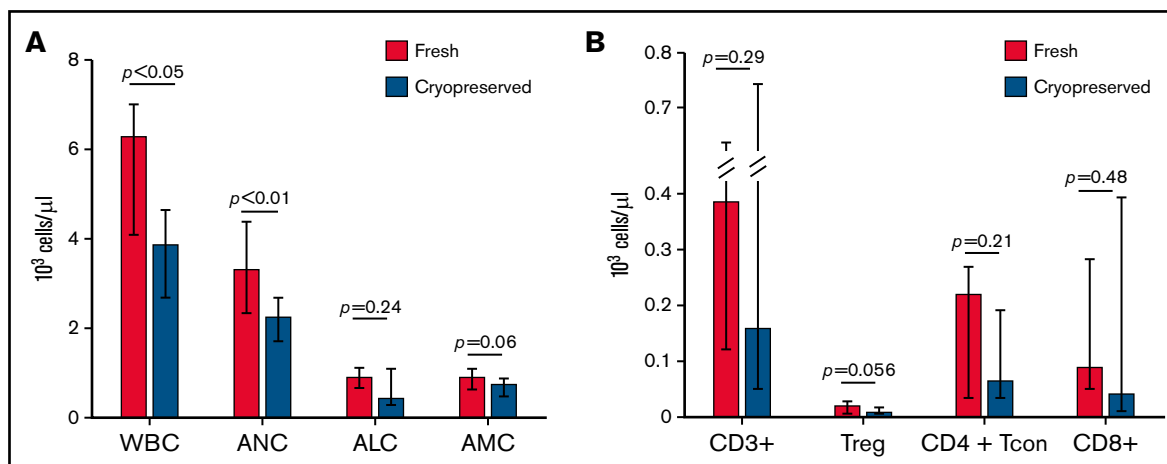 A
Fresh
Cryopreserved
10³ cells/μl
8
6
4
2
0
p<0.05
p<0.01
p=0.24
p=0.06
WBC ANC ALC AMC
B
Fresh
Cryopreserved
10³ cells/μl
0.8
0.7
0.4
0.3
0.2
0.1
0
p=0.29
p=0.056
p=0.21
p=0.48
CD3+ Treg CD4 + Tcon CD8+